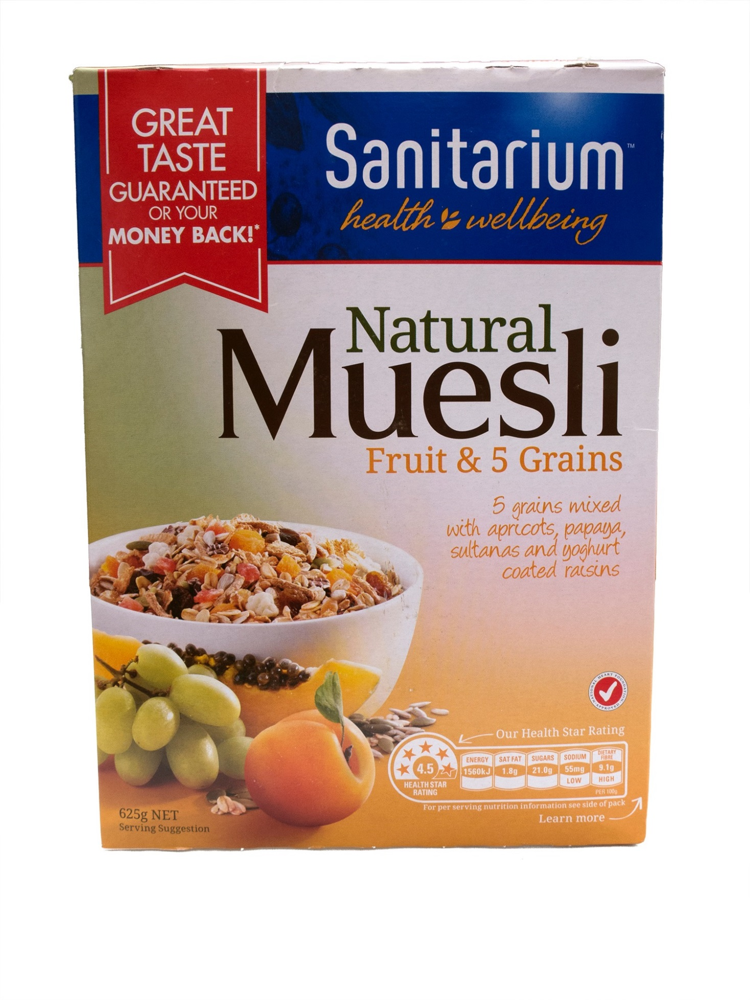 GREAT
TASTE
GUARANTEED
OR YOUR
MONEY BACK!*
Sanitarium™
health wellbeing
Natural
Muesli
Fruit & 5 Grains
5 grains mixed
with apricots, papaya,
sultanas and yoghurt
coated raisins
NATIONAL HEART FOUNDATION
APPROVED
Our Health Star Rating
4.5
HEALTH STAR
RATING
ENERGY
1560kJ
SAT FAT
1.8g
SUGARS
21.0g
SODIUM
55mg
LOW
DIETARY
FIBRE
9.1g
HIGH
PER 100g
For per serving nutrition information see side of pack
Learn more
625g NET
Serving Suggestion